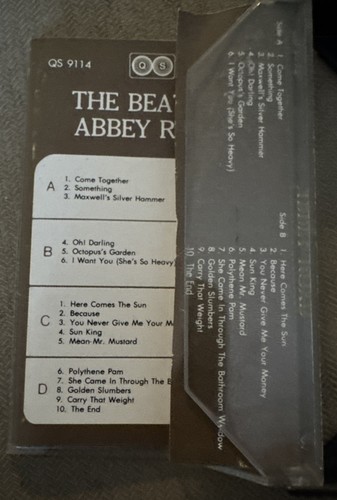 QS 9114
Q S
THE BEA
ABBEY R
A
1. Come Together
2. Something
3. Maxwell's Silver Hammer
B
4. Oh! Darling
5. Octopus's Garden
6. I Want You (She's So Heavy)
C
1. Here Comes The Sun
2. Because
3. You Never Give Me Your M
4. Sun King
5. Mean Mr. Mustard
D
6. Polythene Pam
7. She Came In Through The B
8. Golden Slumbers
9. Carry That Weight
10. The End
Side A
1. Come Together
2. Something
3. Maxwell's Silver Hammer
4. Oh! Darling
5. Octopus's Garden
6. I Want You (She's So Heavy)
Side B
1. Here Comes The Sun
2. Because
3. You Never Give Me Your Money
4. Sun King
5. Mean Mr. Mustard
6. Polythene Pam
7. She Came In Through The Bathroom Window
8. Golden Slumbers
9. Carry That Weight
10. The End